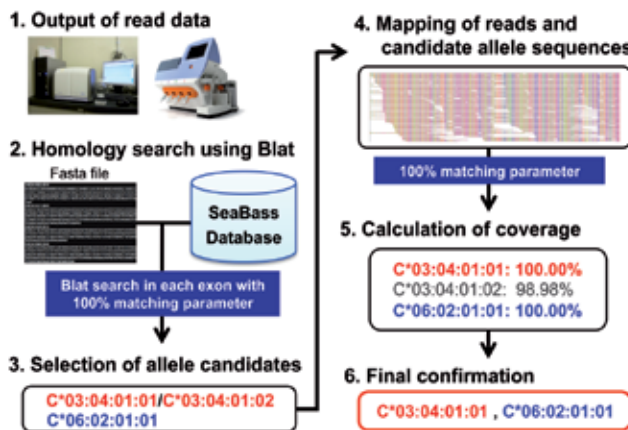 1. Output of read data
2. Homology search using Blat
Fasta file
SeaBass
Database
Blat search in each exon with
100% matching parameter
3. Selection of allele candidates
C*03:04:01:01/C*03:04:01:02
C*06:02:01:01
4. Mapping of reads and
candidate allele sequences
100% matching parameter
5. Calculation of coverage
C*03:04:01:01: 100.00%
C*03:04:01:02: 98.98%
C*06:02:01:01: 100.00%
6. Final confirmation
C*03:04:01:01 , C*06:02:01:01